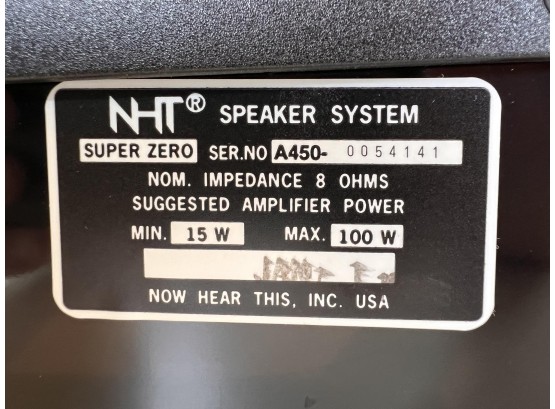 NHT® SPEAKER SYSTEM
SUPER ZERO SER.NO A450- 0054141
NOM. IMPEDANCE 8 OHMS
SUGGESTED AMPLIFIER POWER
MIN. 15 W MAX. 100 W
NOW HEAR THIS, INC. USA